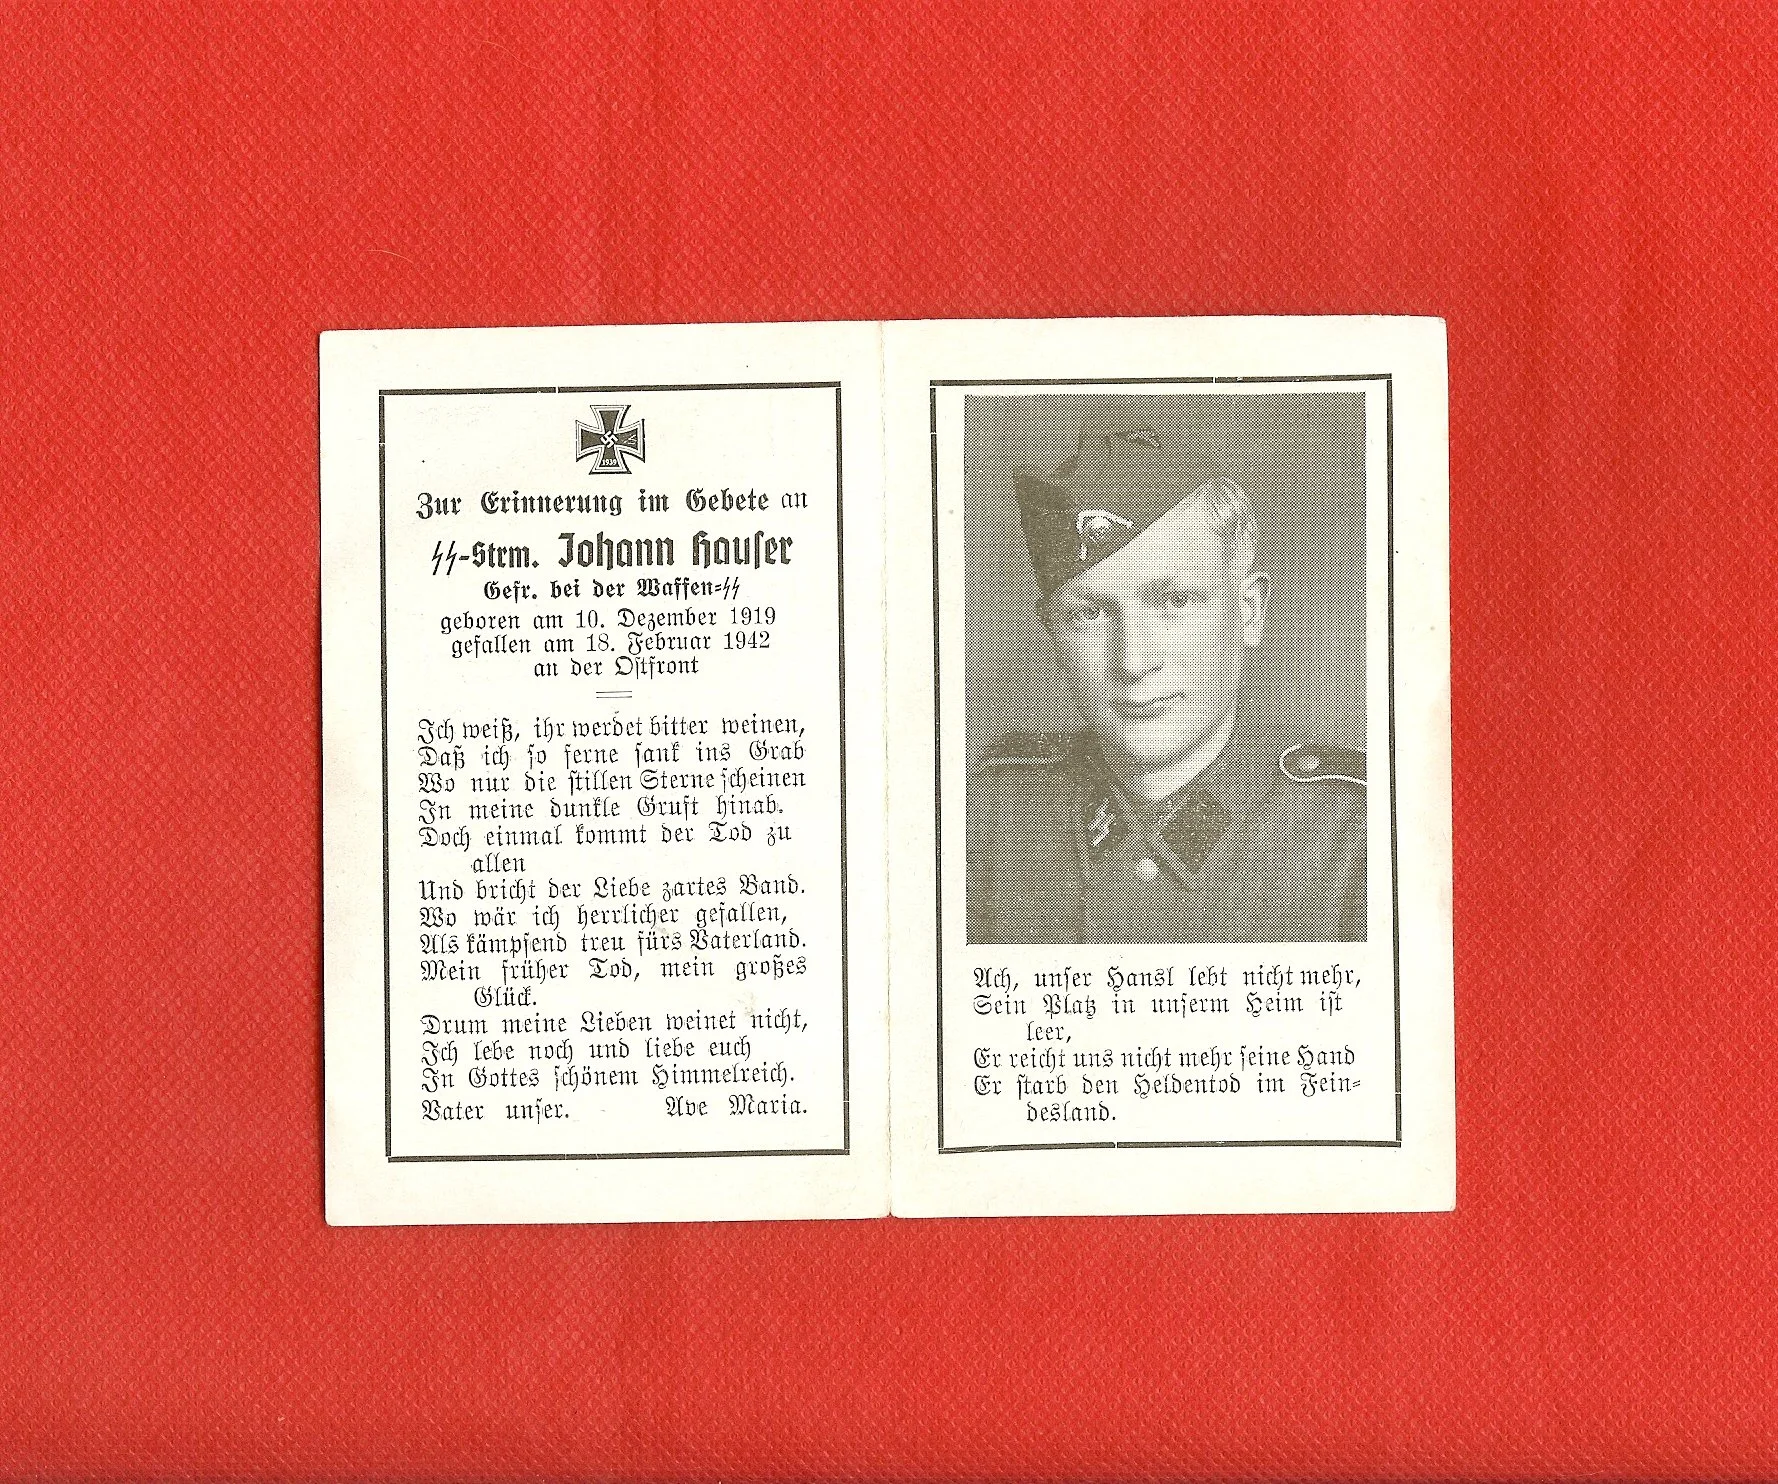 1939
Zur Erinnerung im Gebete an
ᛋᛋ-Strm. Johann Hauſer
Gefr. bei der Waffen-ᛋᛋ
geboren am 10. Dezember 1919
gefallen am 18. Februar 1942
an der Oſtfront
Ich weiß, ihr werdet bitter weinen,
Daß ich ſo ferne ſank ins Grab
Wo nur die ſtillen Sterne ſcheinen
In meine dunkle Gruft hinab.
Doch einmal kommt der Tod zu
allen
Und bricht der Liebe zartes Band.
Wo wär ich herrlicher gefallen,
Als kämpfend treu fürs Vaterland.
Mein früher Tod, mein großes
Glück.
Drum meine Lieben weinet nicht,
Ich lebe noch und liebe euch
In Gottes ſchönem Himmelreich.
Vater unſer. Ave Maria.
Ach, unſer Hansl lebt nicht mehr,
Sein Platz in unſerm Heim iſt
leer,
Er reicht uns nicht mehr ſeine Hand
Er ſtarb den Heldentod im Fein-
desland.